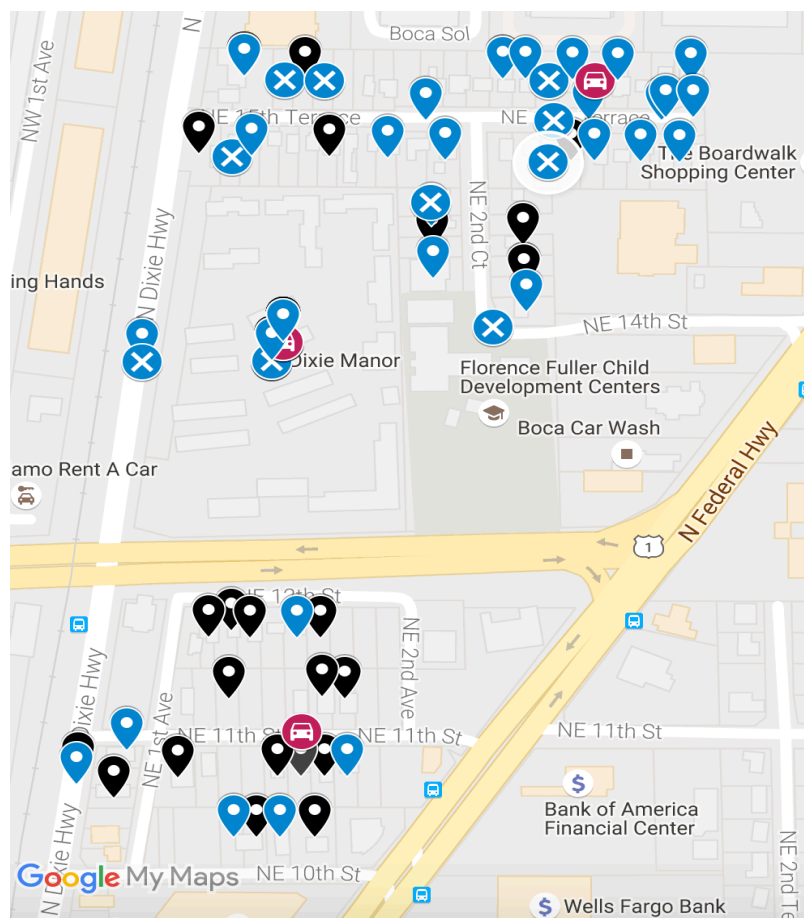 Boca Sol
N
NW 1st Ave
NE 15th Terrace
NE
Terrace
The Boardwalk
Shopping Center
NE 2nd Ct
N Dixie Hwy
ing Hands
NE 14th St
Dixie Manor
Florence Fuller Child
Development Centers
Boca Car Wash
amo Rent A Car
N Federal Hwy
1
NE 12th St
NE 2nd Ave
Dixie Hwy
NE 1st Ave
NE 11th St
NE 11th St
NE 11th St
$
Bank of America
Financial Center
NE 10th St
N Dixie Hwy
NE 2nd Te
Google My Maps
$
Wells Fargo Bank